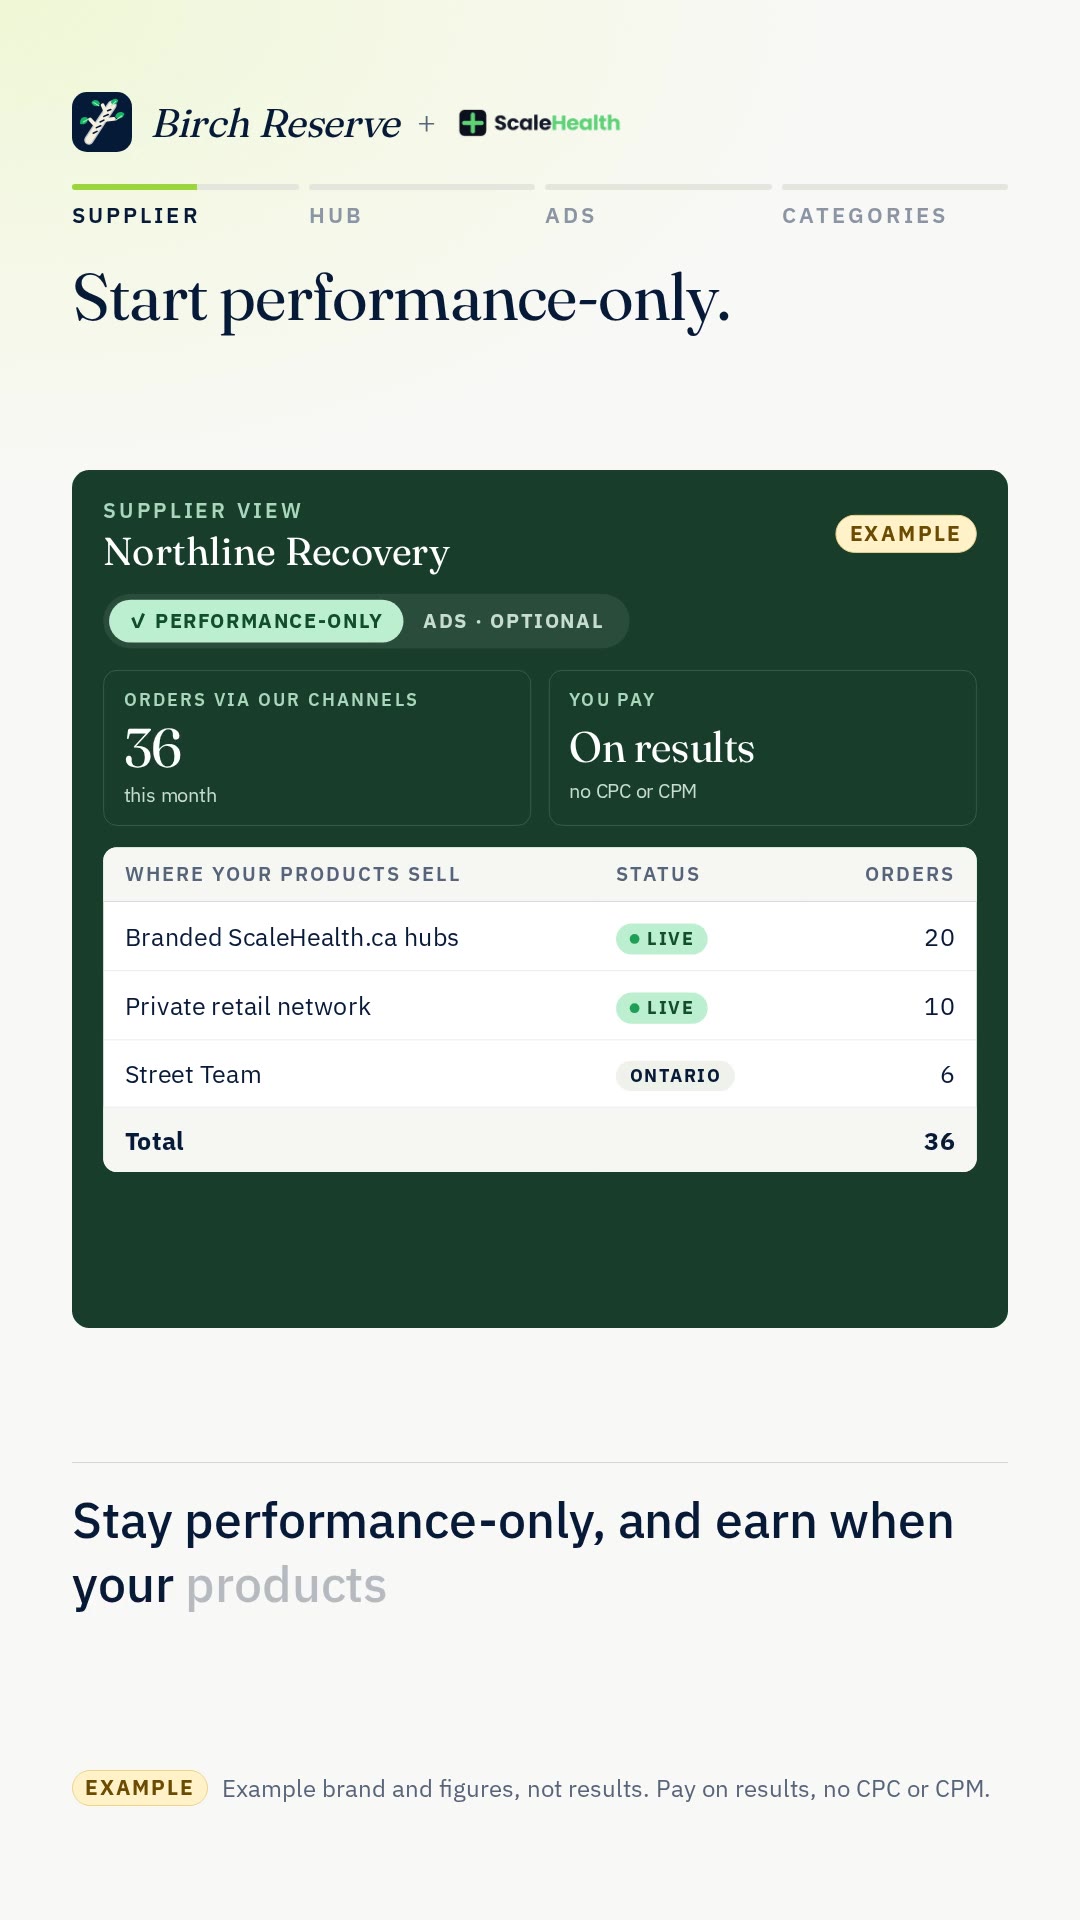 Birch Reserve + ScaleHealth
SUPPLIER HUB ADS CATEGORIES
Start performance-only.
SUPPLIER VIEW
Northline Recovery
EXAMPLE
✓ PERFORMANCE-ONLY ADS · OPTIONAL
ORDERS VIA OUR CHANNELS
36
this month
YOU PAY
On results
no CPC or CPM
WHERE YOUR PRODUCTS SELL STATUS ORDERS
Branded ScaleHealth.ca hubs LIVE 20
Private retail network LIVE 10
Street Team ONTARIO 6
Total 36
Stay performance-only, and earn when
your products
EXAMPLE Example brand and figures, not results. Pay on results, no CPC or CPM.